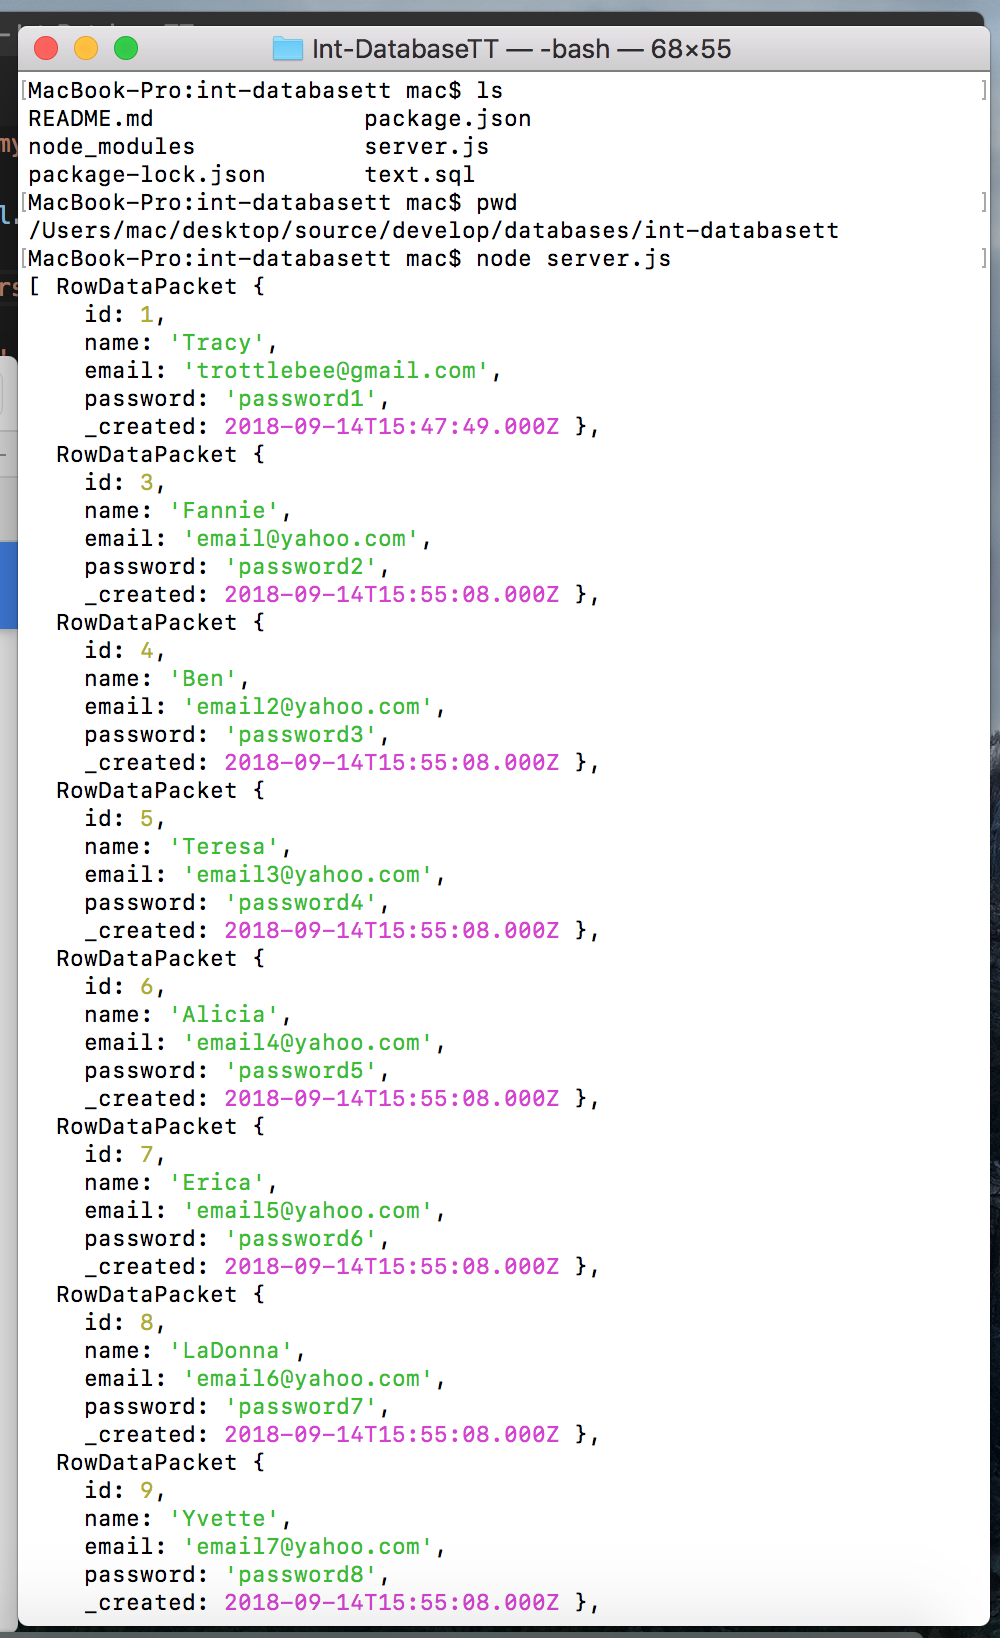 Int-DatabaseTT — -bash — 68×55
[MacBook-Pro:int-databasett mac$ ls ]
README.md package.json
node_modules server.js
package-lock.json text.sql
[MacBook-Pro:int-databasett mac$ pwd ]
/Users/mac/desktop/source/develop/databases/int-databasett
[MacBook-Pro:int-databasett mac$ node server.js ]
[ RowDataPacket {
id: 1,
name: 'Tracy',
email: 'trottlebee@gmail.com',
password: 'password1',
_created: 2018-09-14T15:47:49.000Z },
RowDataPacket {
id: 3,
name: 'Fannie',
email: 'email@yahoo.com',
password: 'password2',
_created: 2018-09-14T15:55:08.000Z },
RowDataPacket {
id: 4,
name: 'Ben',
email: 'email2@yahoo.com',
password: 'password3',
_created: 2018-09-14T15:55:08.000Z },
RowDataPacket {
id: 5,
name: 'Teresa',
email: 'email3@yahoo.com',
password: 'password4',
_created: 2018-09-14T15:55:08.000Z },
RowDataPacket {
id: 6,
name: 'Alicia',
email: 'email4@yahoo.com',
password: 'password5',
_created: 2018-09-14T15:55:08.000Z },
RowDataPacket {
id: 7,
name: 'Erica',
email: 'email5@yahoo.com',
password: 'password6',
_created: 2018-09-14T15:55:08.000Z },
RowDataPacket {
id: 8,
name: 'LaDonna',
email: 'email6@yahoo.com',
password: 'password7',
_created: 2018-09-14T15:55:08.000Z },
RowDataPacket {
id: 9,
name: 'Yvette',
email: 'email7@yahoo.com',
password: 'password8',
_created: 2018-09-14T15:55:08.000Z },